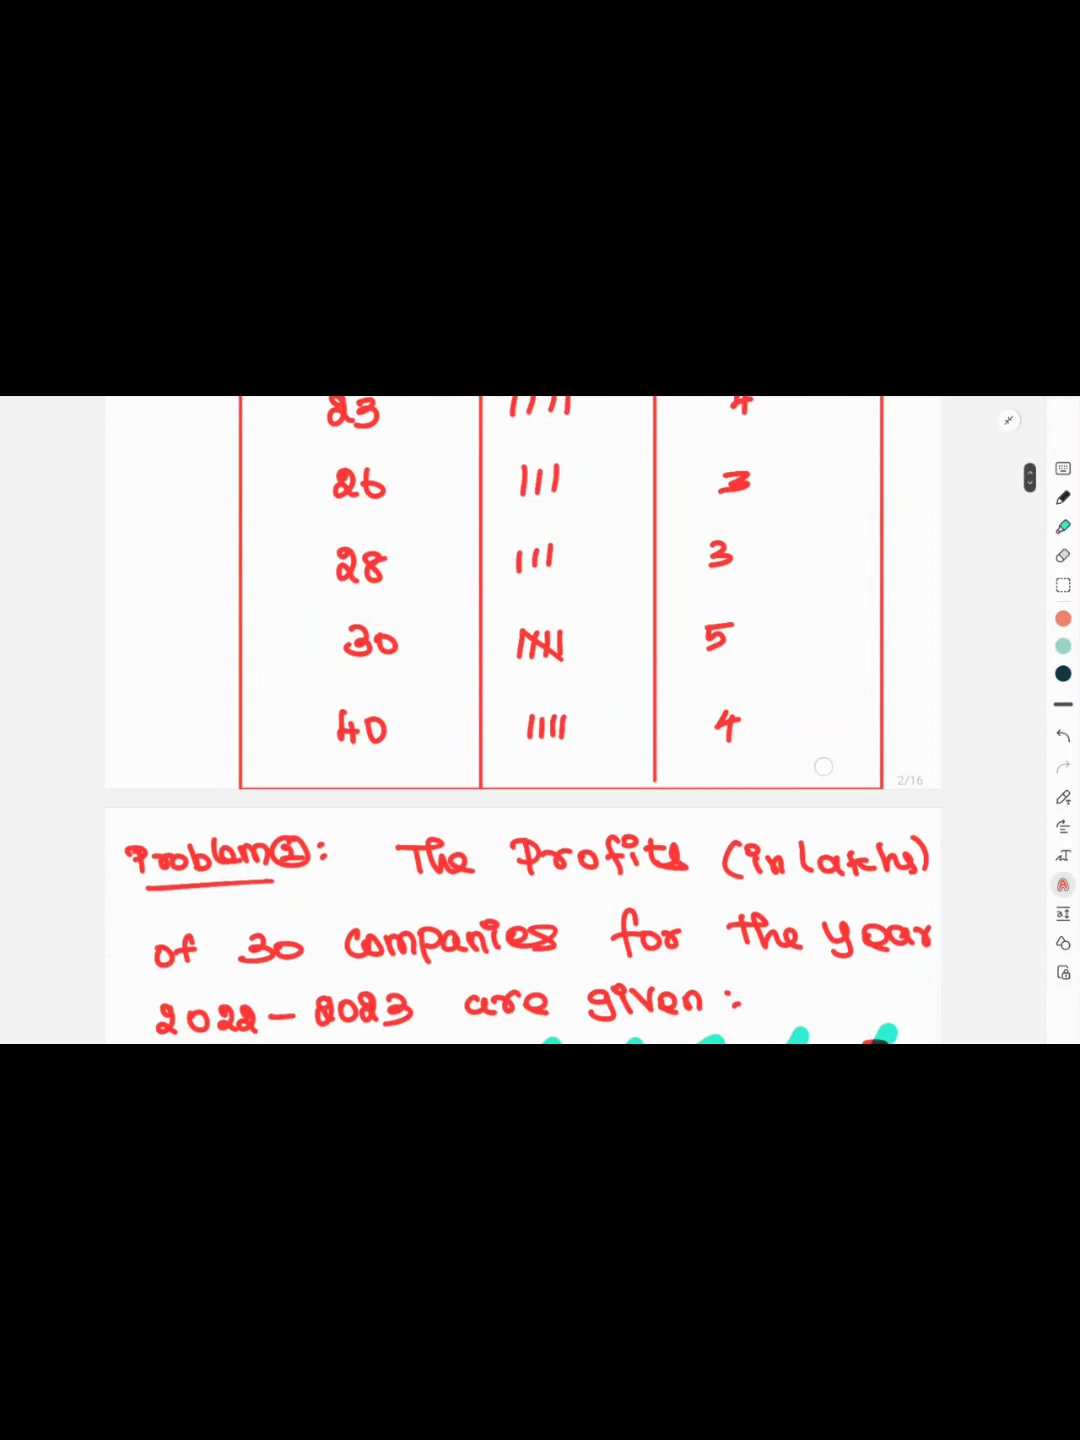 23 |||| 4
26 ||| 3
28 ||| 3
30 𝍸 5
40 |||| 4
2/16
Problem①: The Profits (in lakhs)
of 30 companies for the year
2022-2023 are given: